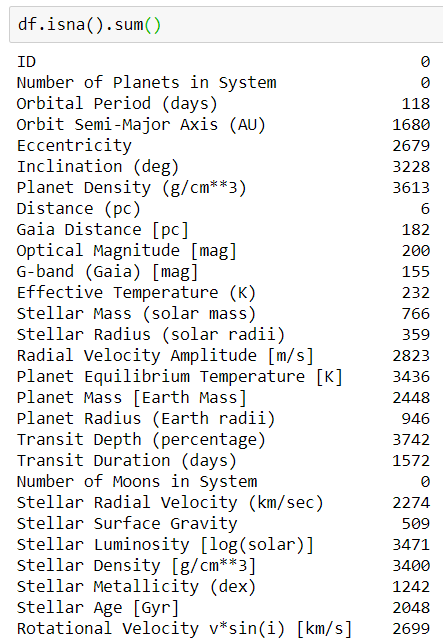 df.isna().sum()
ID 0
Number of Planets in System 0
Orbital Period (days) 118
Orbit Semi-Major Axis (AU) 1680
Eccentricity 2679
Inclination (deg) 3228
Planet Density (g/cm**3) 3613
Distance (pc) 6
Gaia Distance [pc] 182
Optical Magnitude [mag] 200
G-band (Gaia) [mag] 155
Effective Temperature (K) 232
Stellar Mass (solar mass) 766
Stellar Radius (solar radii) 359
Radial Velocity Amplitude [m/s] 2823
Planet Equilibrium Temperature [K] 3436
Planet Mass [Earth Mass] 2448
Planet Radius (Earth radii) 946
Transit Depth (percentage) 3742
Transit Duration (days) 1572
Number of Moons in System 0
Stellar Radial Velocity (km/sec) 2274
Stellar Surface Gravity 509
Stellar Luminosity [log(solar)] 3471
Stellar Density [g/cm**3] 3400
Stellar Metallicity (dex) 1242
Stellar Age [Gyr] 2048
Rotational Velocity v*sin(i) [km/s] 2699